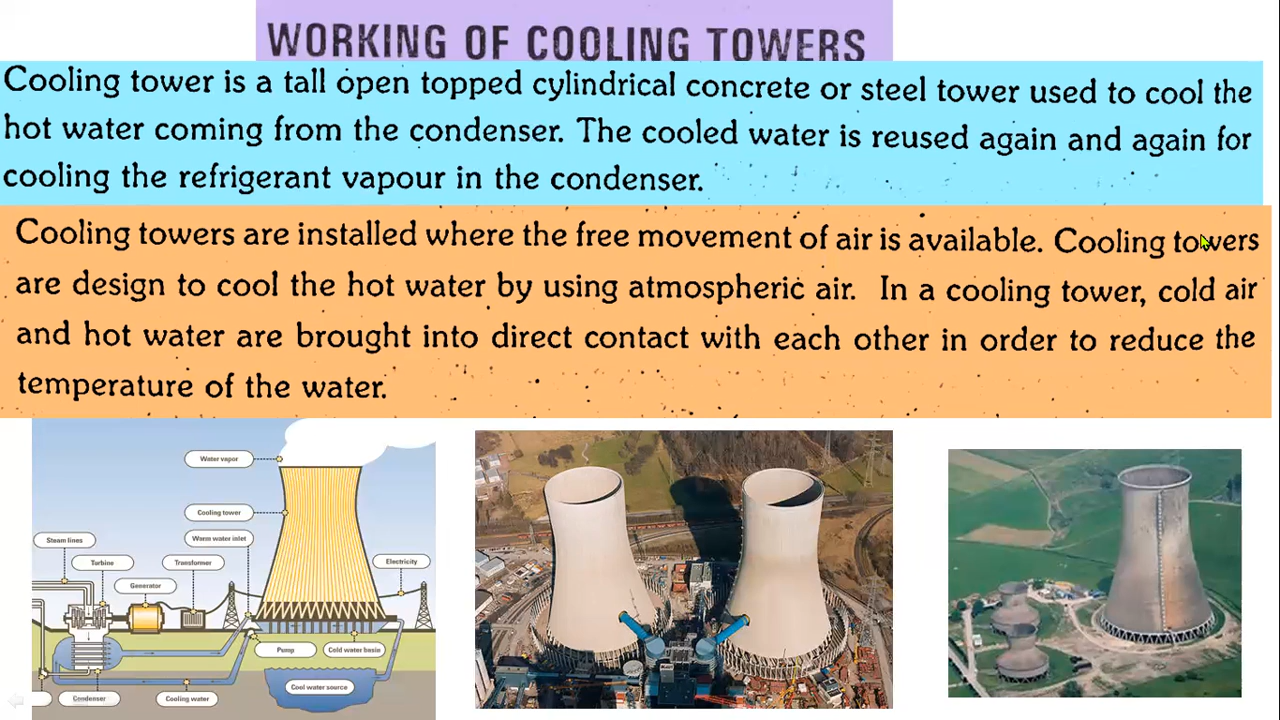 WORKING OF COOLING TOWERS
Cooling tower is a tall open topped cylindrical concrete or steel tower used to cool the
hot water coming from the condenser. The cooled water is reused again and again for
cooling the refrigerant vapour in the condenser.
Cooling towers are installed where the free movement of air is available. Cooling towers
are design to cool the hot water by using atmospheric air. In a cooling tower, cold air
and hot water are brought into direct contact with each other in order to reduce the
temperature of the water.
Water vapor
Cooling tower
Warm water inlet
Steam lines
Turbine
Transformer
Electricity
Generator
Pump
Cold water basin
Cool water source
Condenser
Cooling water